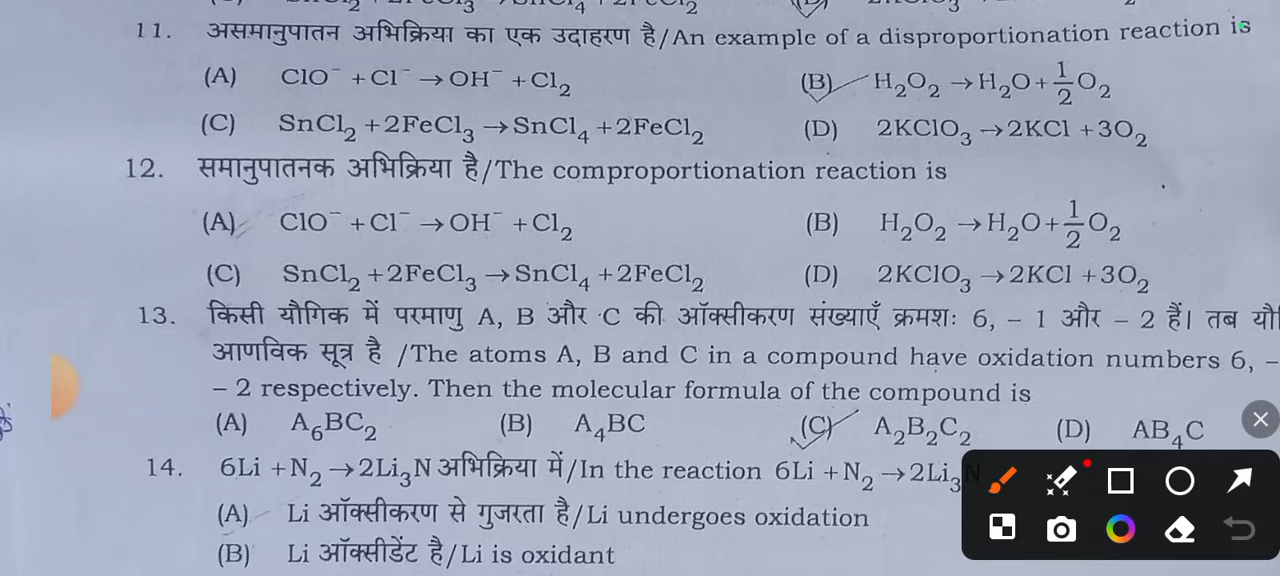 11. असमानुपातन अभिक्रिया का एक उदाहरण है/An example of a disproportionation reaction is
(A) ClO⁻ + Cl⁻ → OH⁻ + Cl₂ (B) H₂O₂ → H₂O + 1/2 O₂
(C) SnCl₂ + 2FeCl₃ → SnCl₄ + 2FeCl₂ (D) 2KClO₃ → 2KCl + 3O₂
12. समानुपातनक अभिक्रिया है/The comproportionation reaction is
(A) ClO⁻ + Cl⁻ → OH⁻ + Cl₂ (B) H₂O₂ → H₂O + 1/2 O₂
(C) SnCl₂ + 2FeCl₃ → SnCl₄ + 2FeCl₂ (D) 2KClO₃ → 2KCl + 3O₂
13. किसी यौगिक में परमाणु A, B और C की ऑक्सीकरण संख्याएँ क्रमशः 6, – 1 और – 2 हैं। तब
आणविक सूत्र है /The atoms A, B and C in a compound have oxidation numbers 6, –
– 2 respectively. Then the molecular formula of the compound is
(A) A₆BC₂ (B) A₄BC (C) A₂B₂C₂ (D) AB₄C
14. 6Li + N₂ → 2Li₃N अभिक्रिया में/In the reaction 6Li + N₂ → 2Li₃
(A) Li ऑक्सीकरण से गुजरता है/Li undergoes oxidation
(B) Li ऑक्सीडेंट है/Li is oxidant